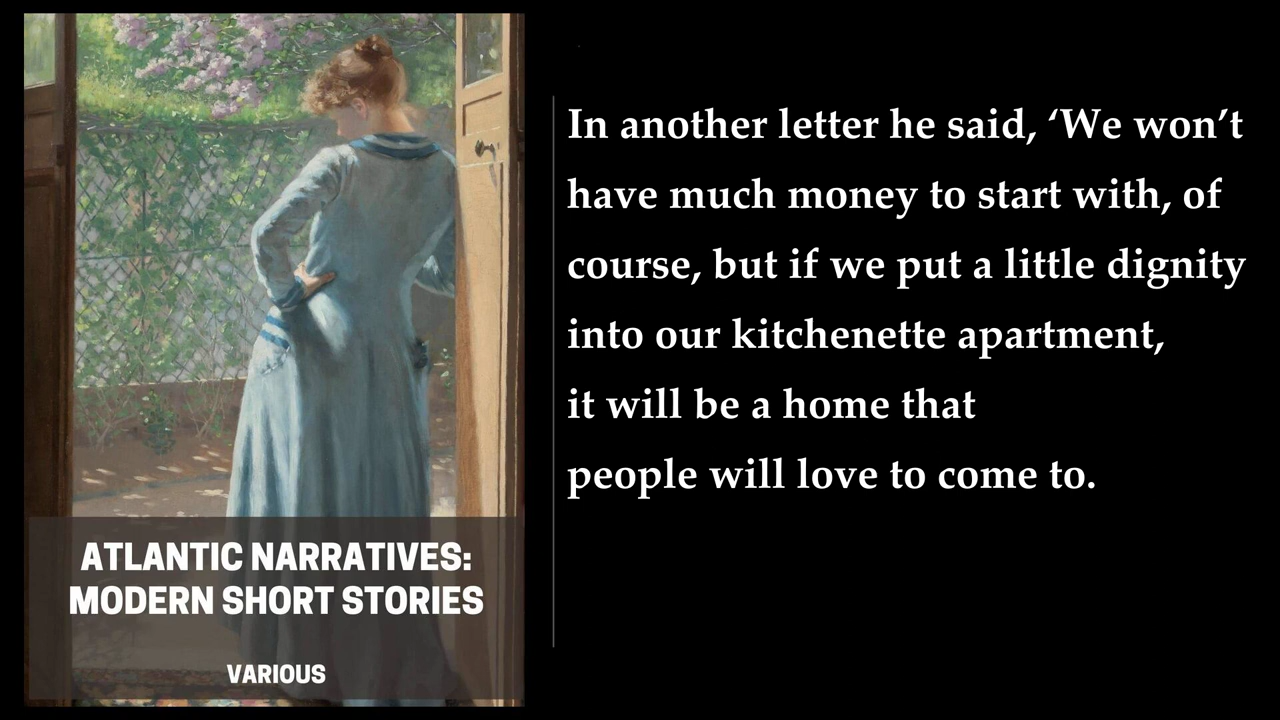 In another letter he said, ‘We won’t
have much money to start with, of
course, but if we put a little dignity
into our kitchenette apartment,
it will be a home that
people will love to come to.
ATLANTIC NARRATIVES:
MODERN SHORT STORIES
VARIOUS